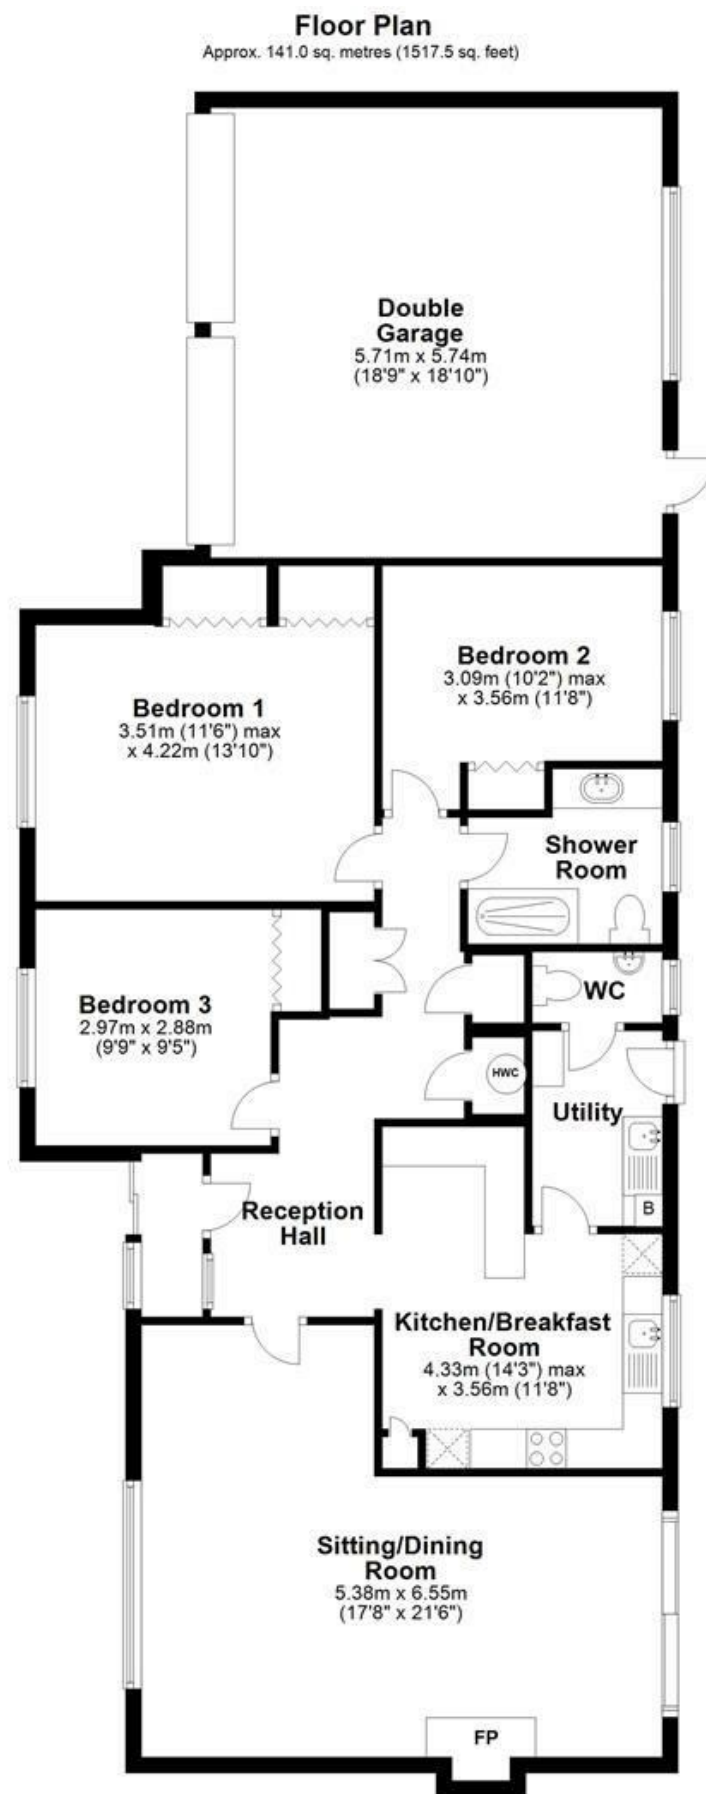 Floor Plan
Approx. 141.0 sq. metres (1517.5 sq. feet)
Double
Garage
5.71m x 5.74m
(18'9" x 18'10")
Bedroom 2
3.09m (10'2") max
x 3.56m (11'8")
Bedroom 1
3.51m (11'6") max
x 4.22m (13'10")
Shower
Room
WC
Bedroom 3
2.97m x 2.88m
(9'9" x 9'5")
HWC
Utility
B
Reception
Hall
Kitchen/Breakfast
Room
4.33m (14'3") max
x 3.56m (11'8")
Sitting/Dining
Room
5.38m x 6.55m
(17'8" x 21'6")
FP